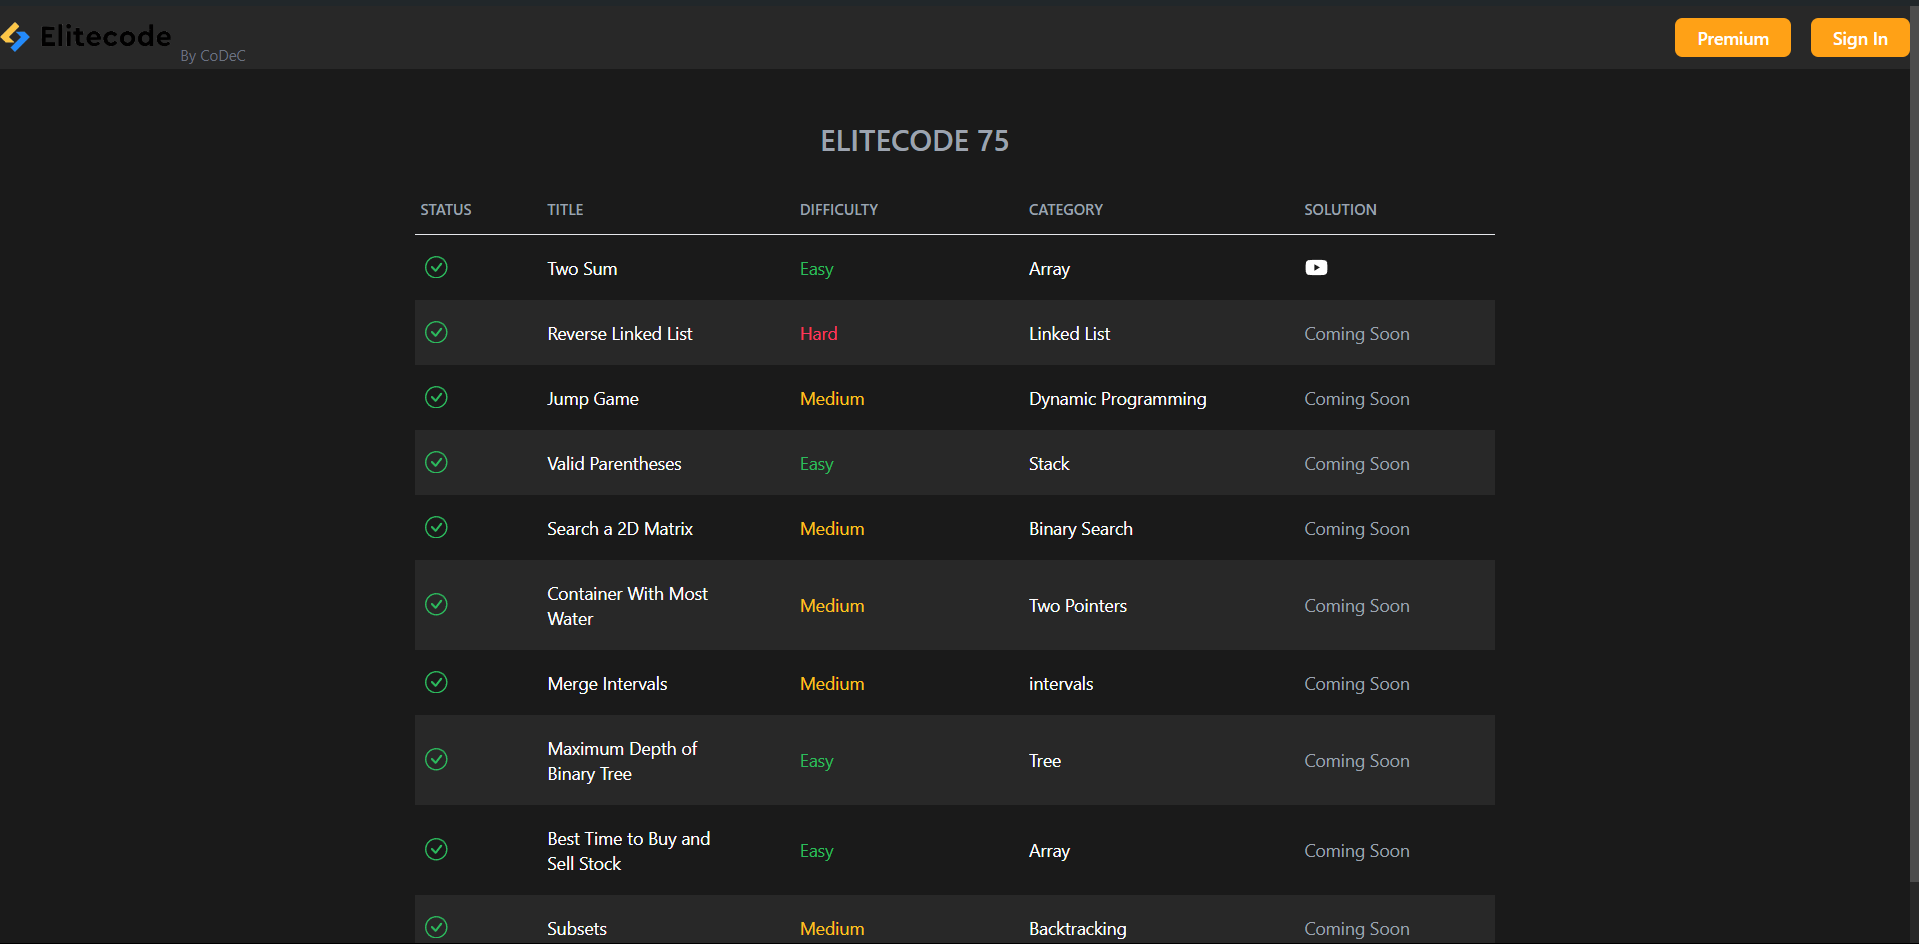 Elitecode
By CoDeC
Premium
Sign In
ELITECODE 75
STATUS TITLE DIFFICULTY CATEGORY SOLUTION
Two Sum Easy Array
Reverse Linked List Hard Linked List Coming Soon
Jump Game Medium Dynamic Programming Coming Soon
Valid Parentheses Easy Stack Coming Soon
Search a 2D Matrix Medium Binary Search Coming Soon
Container With Most
Water
Medium Two Pointers Coming Soon
Merge Intervals Medium intervals Coming Soon
Maximum Depth of
Binary Tree
Easy Tree Coming Soon
Best Time to Buy and
Sell Stock
Easy Array Coming Soon
Subsets Medium Backtracking Coming Soon